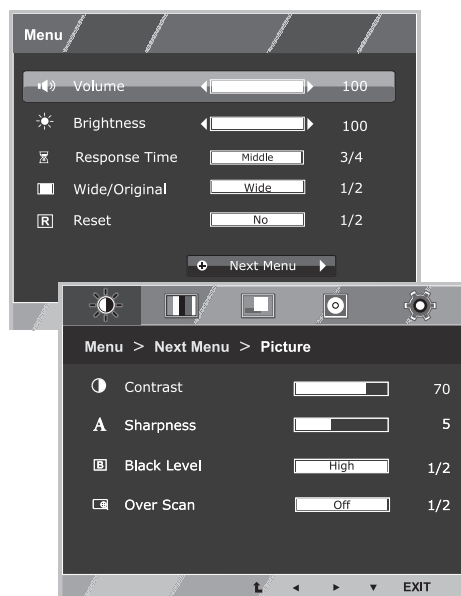 Menu
Volume 100
Brightness 100
Response Time Middle 3/4
Wide/Original Wide 1/2
R Reset No 1/2
Next Menu
Menu > Next Menu > Picture
Contrast 70
A Sharpness 5
B Black Level High 1/2
Over Scan Off 1/2
EXIT